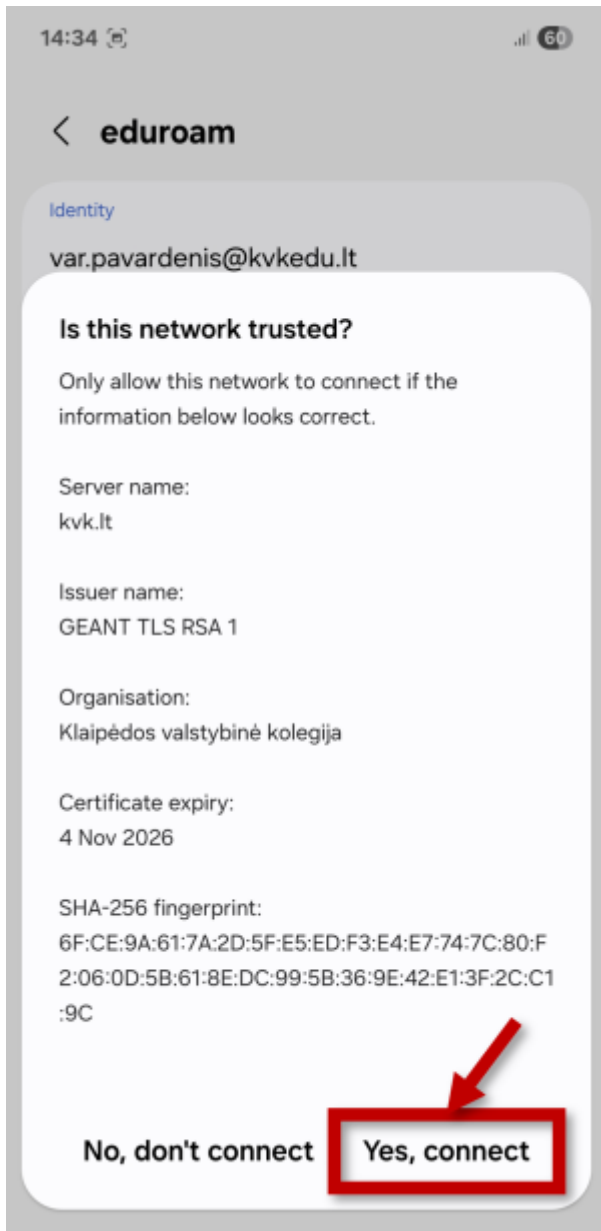 14:34
60
eduroam
Identity
var.pavardenis@kvkedu.lt
Is this network trusted?
Only allow this network to connect if the
information below looks correct.
Server name:
kvk.lt
Issuer name:
GEANT TLS RSA 1
Organisation:
Klaipėdos valstybinė kolegija
Certificate expiry:
4 Nov 2026
SHA-256 fingerprint:
6F:CE:9A:61:7A:2D:5F:E5:ED:F3:E4:E7:74:7C:80:F
2:06:0D:5B:61:8E:DC:99:5B:36:9E:42:E1:3F:2C:C1
:9C
No, don't connect
Yes, connect